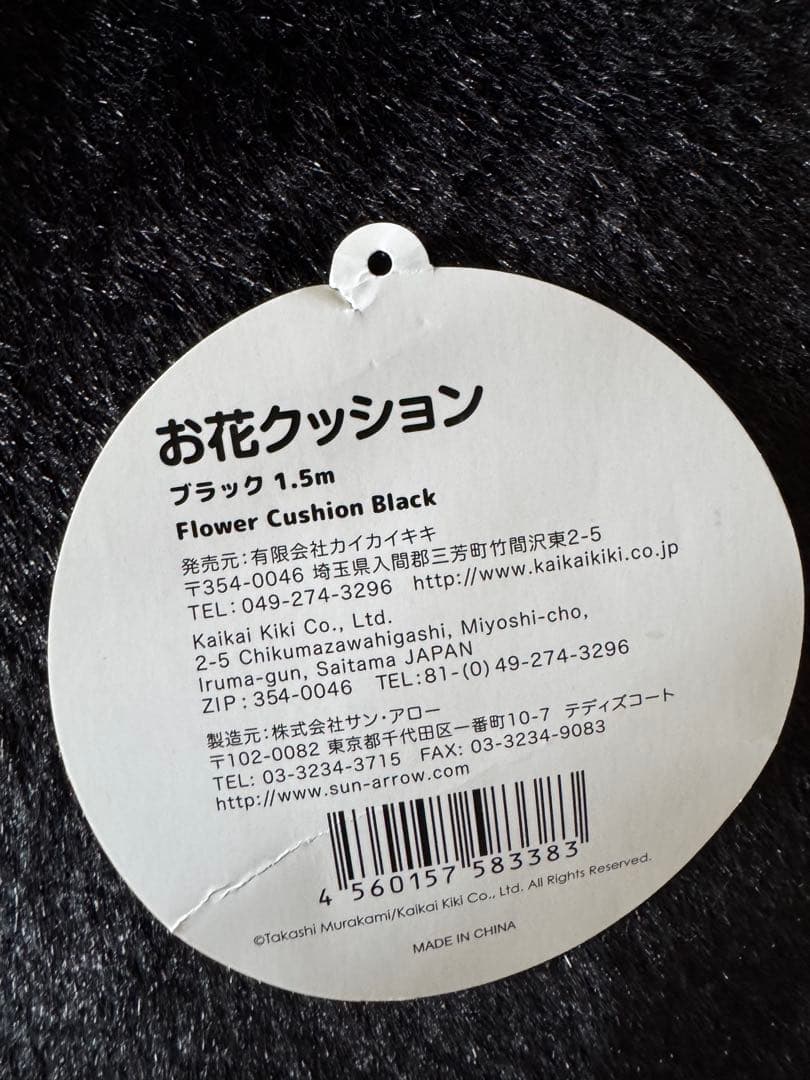 お花クッション
ブラック 1.5m
Flower Cushion Black
発売元：有限会社カイカイキキ
〒354-0046 埼玉県入間郡三芳町竹間沢東2-5
TEL：049-274-3296 http://www.kaikaikiki.co.jp
Kaikai Kiki Co., Ltd.
2-5 Chikumazawahigashi, Miyoshi-cho,
Iruma-gun, Saitama JAPAN
ZIP：354-0046 TEL：81-(0)49-274-3296
製造元：株式会社サン・アロー
〒102-0082 東京都千代田区一番町10-7 テディズコート
TEL: 03-3234-3715 FAX: 03-3234-9083
http://www.sun-arrow.com
4 560157 583383
©Takashi Murakami/Kaikai Kiki Co., Ltd. All Rights Reserved.
MADE IN CHINA